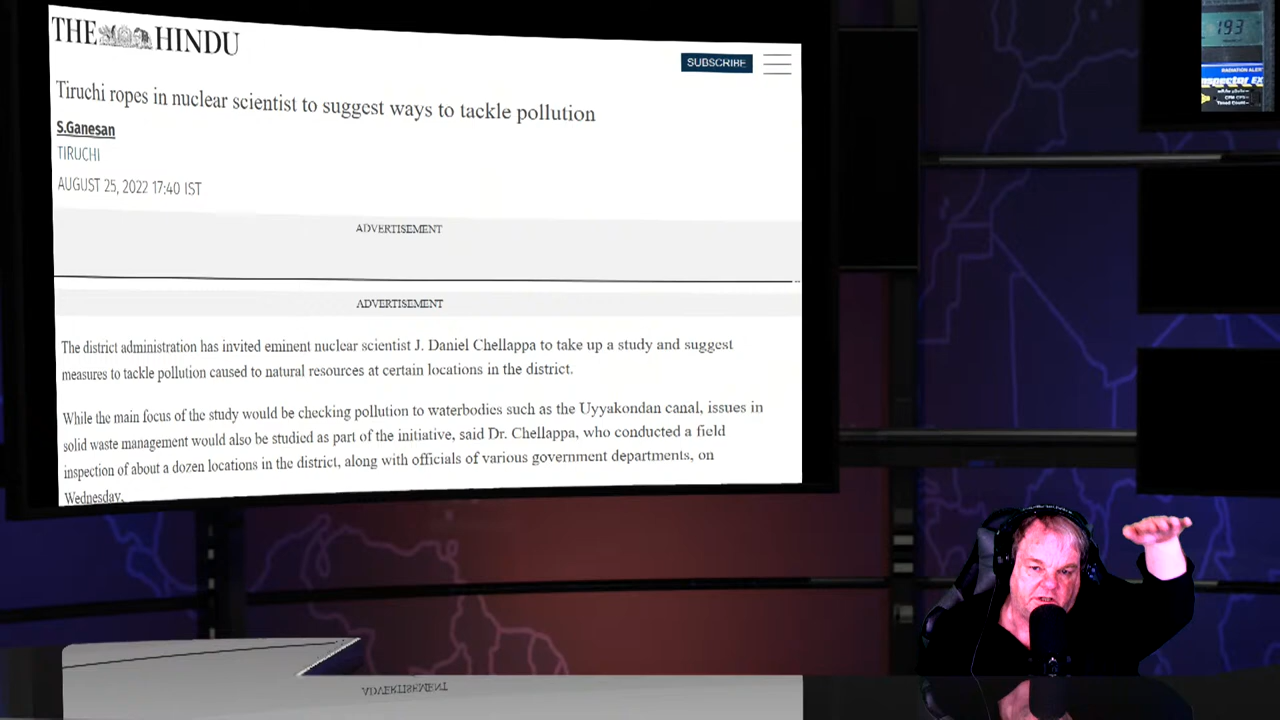 THE HINDU
SUBSCRIBE
Tiruchi ropes in nuclear scientist to suggest ways to tackle pollution
S.Ganesan
TIRUCHI
AUGUST 25, 2022 17:40 IST
ADVERTISEMENT
ADVERTISEMENT
The district administration has invited eminent nuclear scientist J. Daniel Chellappa to take up a study and suggest
measures to tackle pollution caused to natural resources at certain locations in the district.
While the main focus of the study would be checking pollution to waterbodies such as the Uyyakondan canal, issues in
solid waste management would also be studied as part of the initiative, said Dr. Chellappa, who conducted a field
inspection of about a dozen locations in the district, along with officials of various government departments, on
Wednesday.
193
RADIATION ALERT
Inspector EX
ADVERTISEMENT